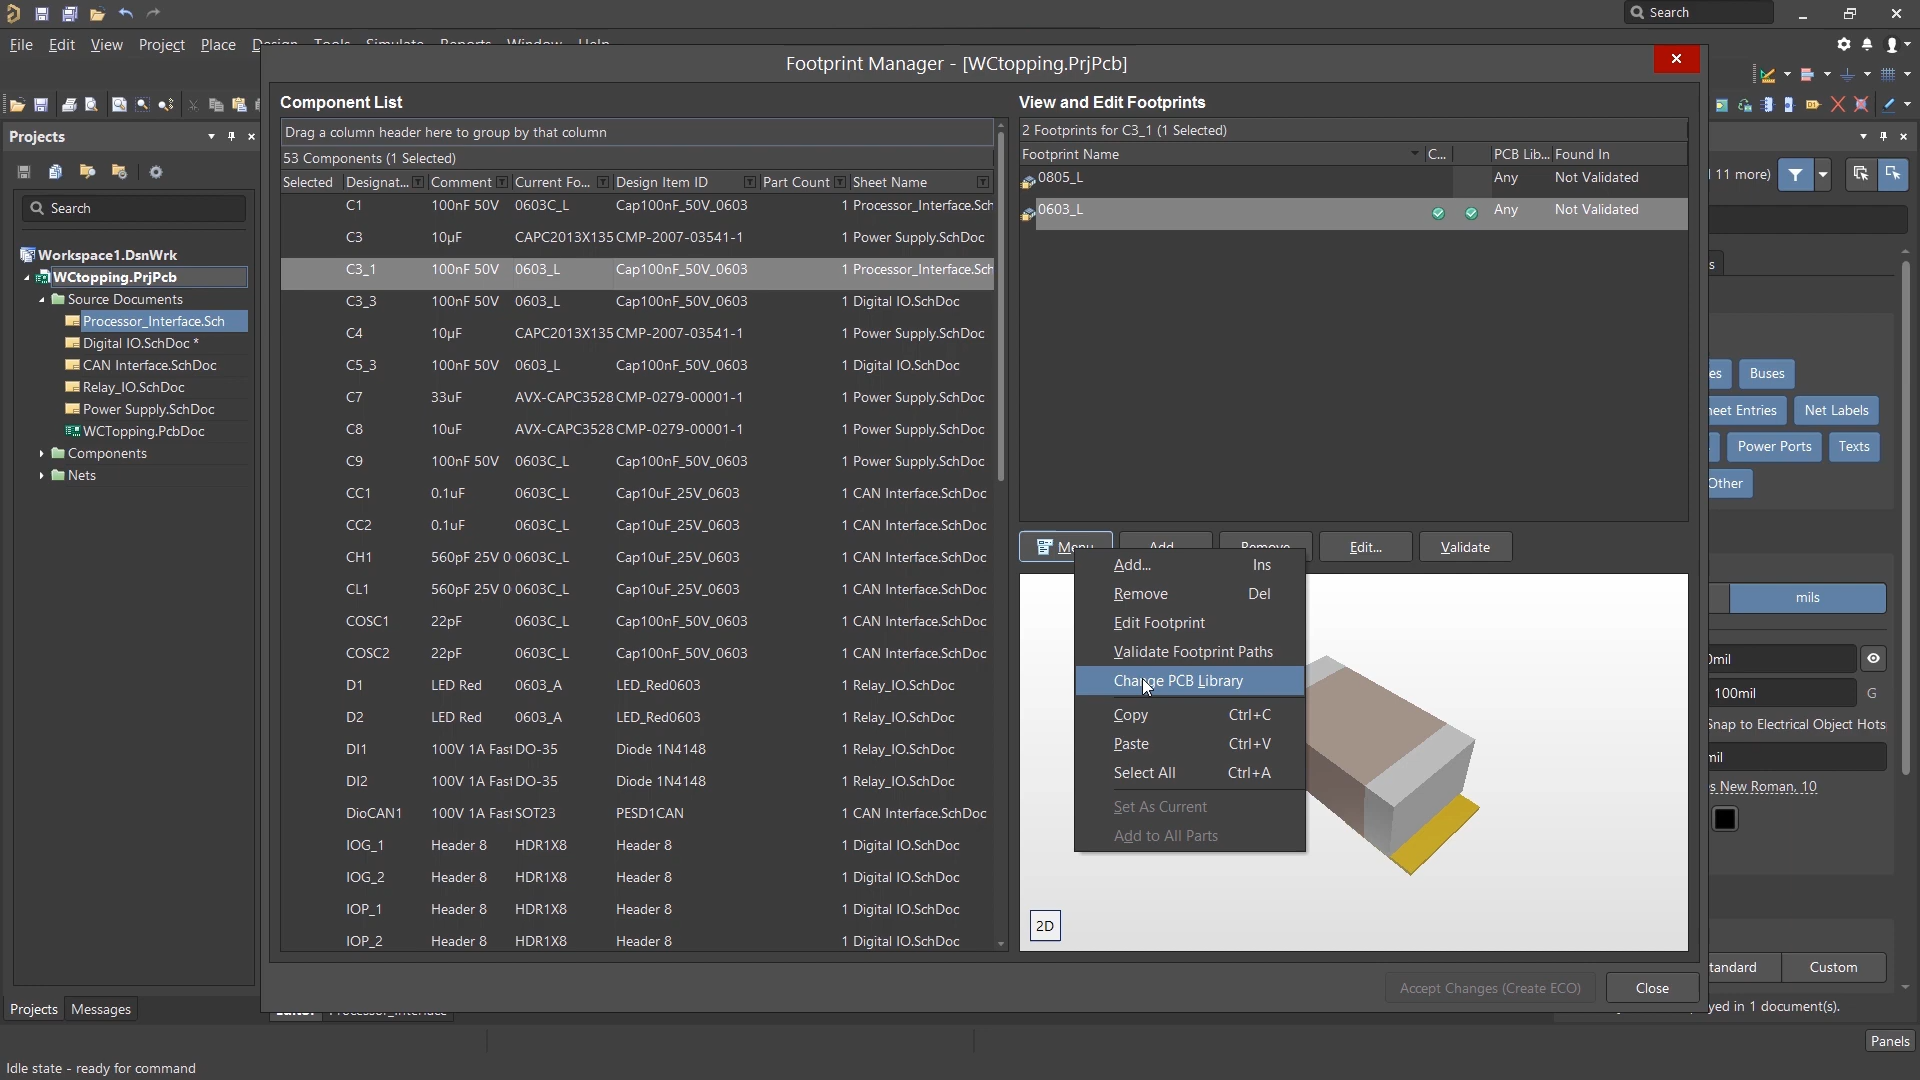 Search
File Edit View Project Place
Footprint Manager - [WCtopping.PrjPcb]
Projects
Search
Workspace1.DsnWrk
WCtopping.PrjPcb
Source Documents
Processor_Interface.Sch
Digital IO.SchDoc *
CAN Interface.SchDoc
Relay_IO.SchDoc
Power Supply.SchDoc
WCTopping.PcbDoc
Components
Nets
Projects Messages
Component List
Drag a column header here to group by that column
53 Components (1 Selected)
Selected Designat... Comment Current Fo... Design Item ID Part Count Sheet Name
C1 100nF 50V 0603C_L Cap100nF_50V_0603 1 Processor_Interface.Sch
C3 10µF CAPC2013X135 CMP-2007-03541-1 1 Power Supply.SchDoc
C3_1 100nF 50V 0603_L Cap100nF_50V_0603 1 Processor_Interface.Sch
C3_3 100nF 50V 0603_L Cap100nF_50V_0603 1 Digital IO.SchDoc
C4 10µF CAPC2013X135 CMP-2007-03541-1 1 Power Supply.SchDoc
C5_3 100nF 50V 0603_L Cap100nF_50V_0603 1 Digital IO.SchDoc
C7 33uF AVX-CAPC3528 CMP-0279-00001-1 1 Power Supply.SchDoc
C8 10uF AVX-CAPC3528 CMP-0279-00001-1 1 Power Supply.SchDoc
C9 100nF 50V 0603C_L Cap100nF_50V_0603 1 Power Supply.SchDoc
CC1 0.1uF 0603C_L Cap10uF_25V_0603 1 CAN Interface.SchDoc
CC2 0.1uF 0603C_L Cap10uF_25V_0603 1 CAN Interface.SchDoc
CH1 560pF 25V 0 0603C_L Cap10uF_25V_0603 1 CAN Interface.SchDoc
CL1 560pF 25V 0 0603C_L Cap10uF_25V_0603 1 CAN Interface.SchDoc
COSC1 22pF 0603C_L Cap100nF_50V_0603 1 CAN Interface.SchDoc
COSC2 22pF 0603C_L Cap100nF_50V_0603 1 CAN Interface.SchDoc
D1 LED Red 0603_A LED_Red0603 1 Relay_IO.SchDoc
D2 LED Red 0603_A LED_Red0603 1 Relay_IO.SchDoc
DI1 100V 1A Fast DO-35 Diode 1N4148 1 Relay_IO.SchDoc
DI2 100V 1A Fast DO-35 Diode 1N4148 1 Relay_IO.SchDoc
DioCAN1 100V 1A Fast SOT23 PESD1CAN 1 CAN Interface.SchDoc
IOG_1 Header 8 HDR1X8 Header 8 1 Digital IO.SchDoc
IOG_2 Header 8 HDR1X8 Header 8 1 Digital IO.SchDoc
IOP_1 Header 8 HDR1X8 Header 8 1 Digital IO.SchDoc
IOP_2 Header 8 HDR1X8 Header 8 1 Digital IO.SchDoc
View and Edit Footprints
2 Footprints for C3_1 (1 Selected)
Footprint Name C... PCB Lib... Found In
0805_L Any Not Validated
0603_L Any Not Validated
Menu Add Remove Edit... Validate
Add... Ins
Remove Del
Edit Footprint
Validate Footprint Paths
Change PCB Library
Copy Ctrl+C
Paste Ctrl+V
Select All Ctrl+A
Set As Current
Add to All Parts
2D
Accept Changes (Create ECO) Close
11 more)
es Buses
eet Entries Net Labels
Power Ports Texts
Other
mils
0mil
100mil G
Snap to Electrical Object Hots
mil
s New Roman, 10
tandard Custom
yed in 1 document(s).
Panels
Idle state - ready for command